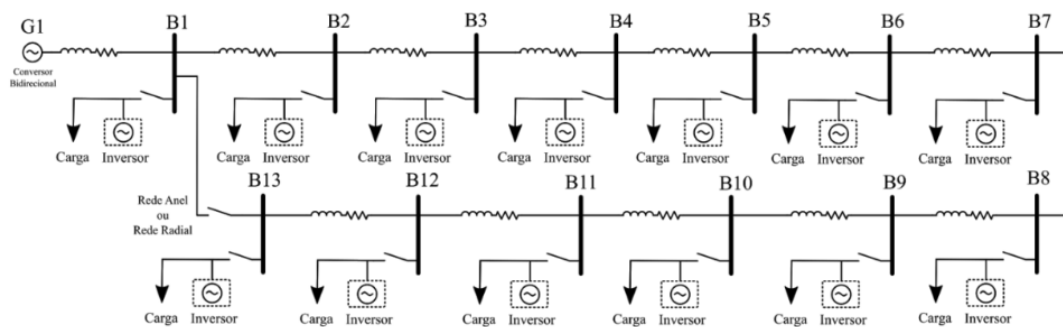 G1 B1 B2 B3 B4 B5 B6 B7
Conversor
Bidirecional
Carga Inversor Carga Inversor Carga Inversor Carga Inversor Carga Inversor Carga Inversor Carga Inversor
B13 B12 B11 B10 B9 B8
Rede Anel
ou
Rede Radial
Carga Inversor Carga Inversor Carga Inversor Carga Inversor Carga Inversor Carga Inversor